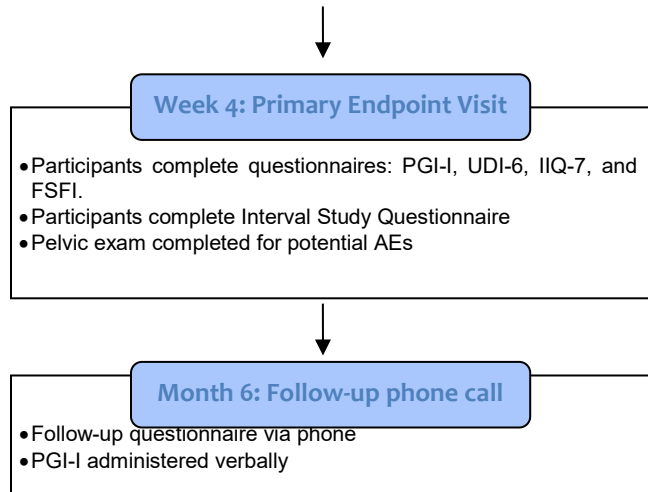 Week 4: Primary Endpoint Visit
•Participants complete questionnaires: PGI-I, UDI-6, IIQ-7, and
FSFI.
•Participants complete Interval Study Questionnaire
•Pelvic exam completed for potential AEs
Month 6: Follow-up phone call
•Follow-up questionnaire via phone
•PGI-I administered verbally